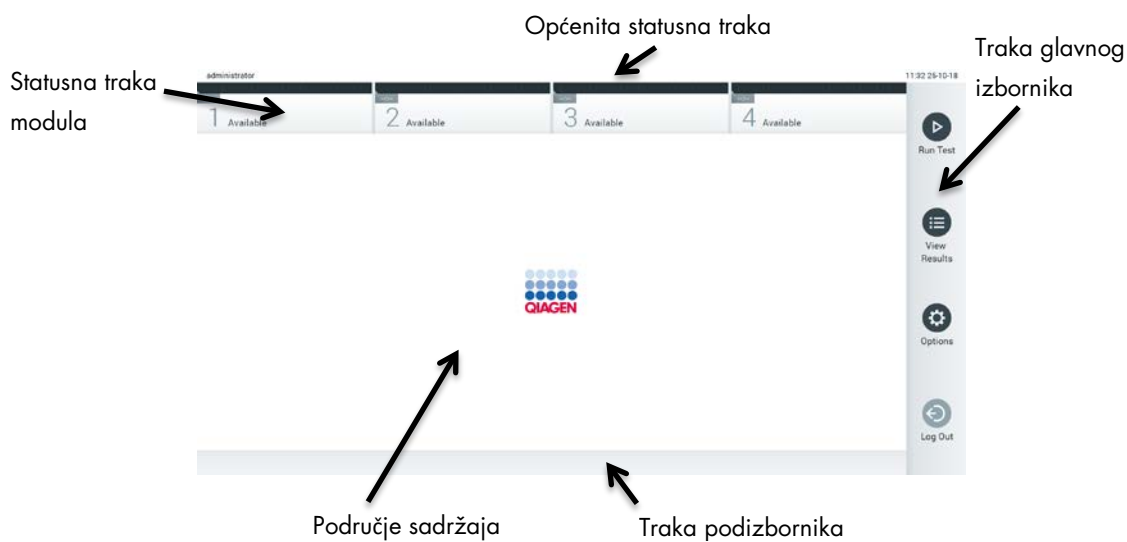 Općenita statusna traka
Traka glavnog
izbornika
Statusna traka
modula
administrator
11:32 26-10-18
1 Available
2 Available
3 Available
4 Available
Run Test
View
Results
QIAGEN
Options
Log Out
Područje sadržaja
Traka podizbornika